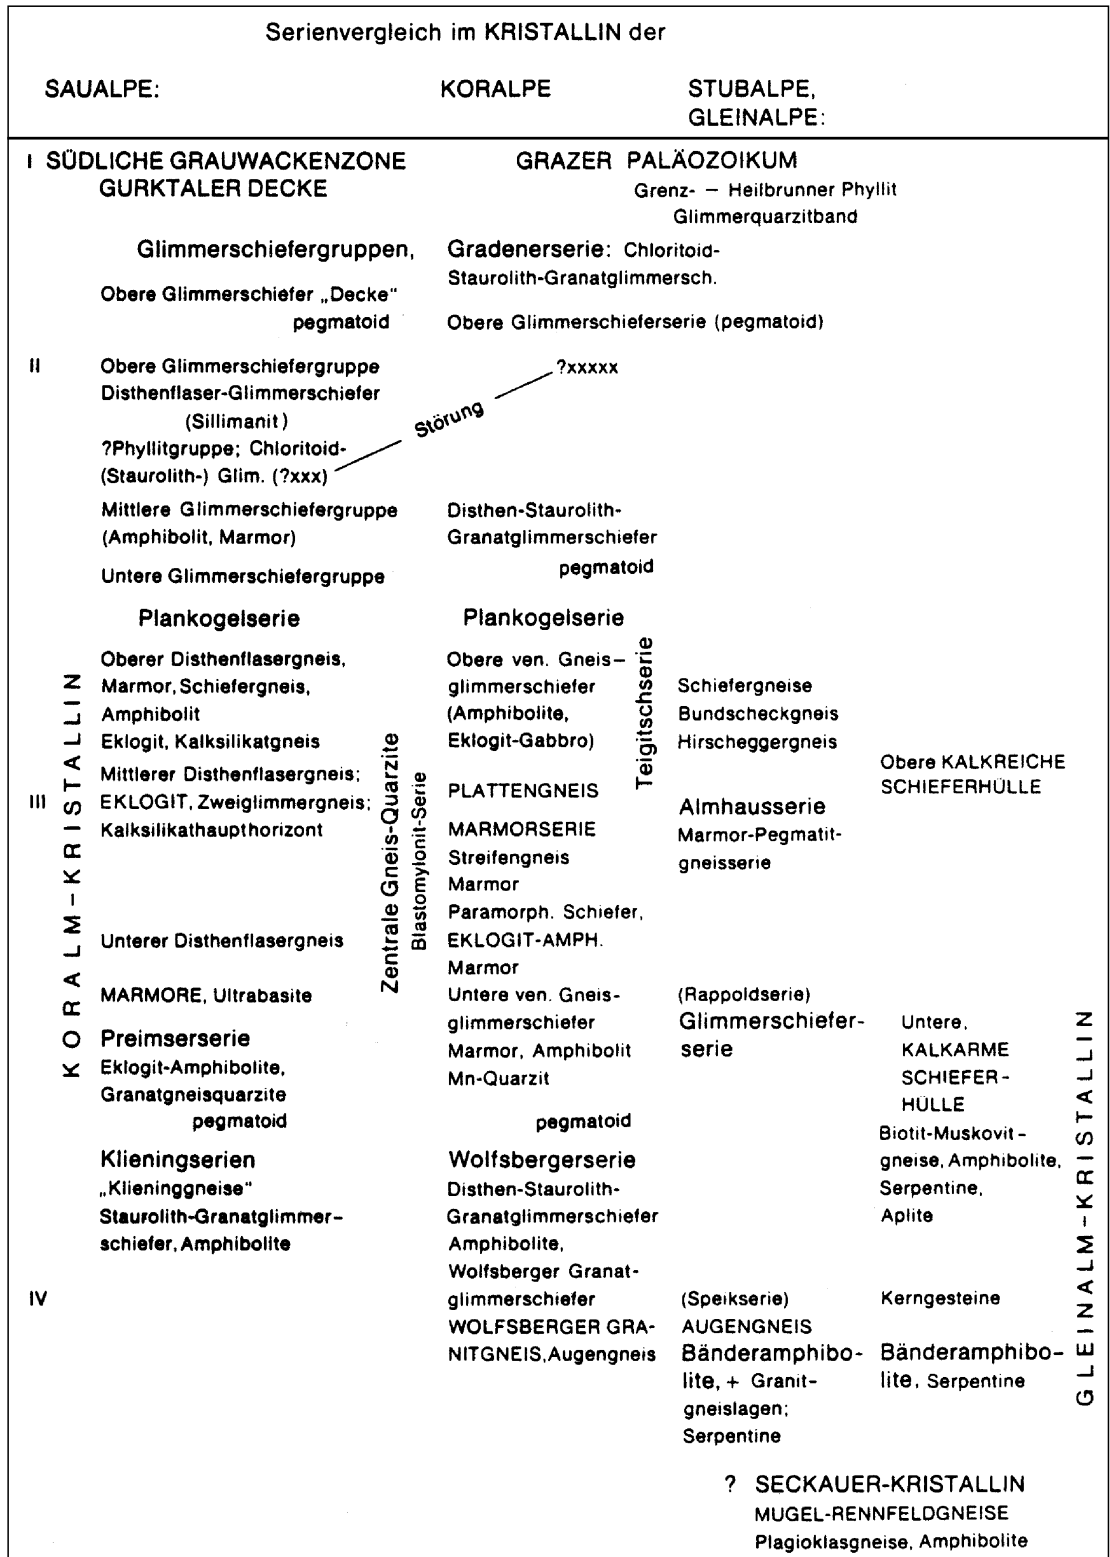 Serienvergleich im KRISTALLIN der
SAUALPE:
KORALPE
STUBALPE,
GLEINALPE:
I SÜDLICHE GRAUWACKENZONE
GURKTALER DECKE
GRAZER PALÄOZOIKUM
Grenz- – Heilbrunner Phyllit
Glimmerquarzitband
Glimmerschiefergruppen,
Obere Glimmerschiefer „Decke“
pegmatoid
Gradenerserie: Chloritoid-
Staurolith-Granatglimmersch.
Obere Glimmerschieferserie (pegmatoid)
II
Obere Glimmerschiefergruppe
Disthenflaser-Glimmerschiefer
(Sillimanit)
?Phyllitgruppe; Chloritoid-
(Staurolith-) Glim. (?xxx)
Störung
?xxxxx
Mittlere Glimmerschiefergruppe
(Amphibolit, Marmor)
Untere Glimmerschiefergruppe
Disthen-Staurolith-
Granatglimmerschiefer
pegmatoid
III
KORALM–KRISTALLIN
Plankogelserie
Oberer Disthenflasergneis,
Marmor, Schiefergneis,
Amphibolit
Eklogit, Kalksilikatgneis
Mittlerer Disthenflasergneis;
EKLOGIT, Zweiglimmergneis;
Kalksilikathaupthorizont
Unterer Disthenflasergneis
MARMORE, Ultrabasite
Preimserserie
Eklogit-Amphibolite,
Granatgneisquarzite
pegmatoid
Klieningserien
„Klieninggneise“
Staurolith-Granatglimmer–
schiefer, Amphibolite
Zentrale Gneis-Quarzite
Blastomylonit-Serie
Plankogelserie
Obere ven. Gneis–
glimmerschiefer
(Amphibolite,
Eklogit-Gabbro)
PLATTENGNEIS
MARMORSERIE
Streifengneis
Marmor
Paramorph. Schiefer,
EKLOGIT-AMPH.
Marmor
Untere ven. Gneis-
glimmerschiefer
Marmor, Amphibolit
Mn-Quarzit
pegmatoid
Wolfsbergerserie
Disthen-Staurolith-
Granatglimmerschiefer
Amphibolite,
Wolfsberger Granat-
glimmerschiefer
WOLFSBERGER GRA-
NITGNEIS, Augengneis
Teigitschserie
Schiefergneise
Bundscheckgneis
Hirscheggergneis
Almhausserie
Marmor-Pegmatit-
gneisserie
(Rappoldserie)
Glimmerschiefer-
serie
IV
(Speikserie)
AUGENGNEIS
Bänderamphibo-
lite, + Granit-
gneislagen;
Serpentine
Obere KALKREICHE
SCHIEFERHÜLLE
Untere,
KALKARME
SCHIEFER-
HÜLLE
Biotit-Muskovit–
gneise, Amphibolite,
Serpentine,
Aplite
Kerngesteine
Bänderamphibo–
lite, Serpentine
GLEINALM–KRISTALLIN
? SECKAUER-KRISTALLIN
MUGEL-RENNFELDGNEISE
Plagioklasgneise, Amphibolite